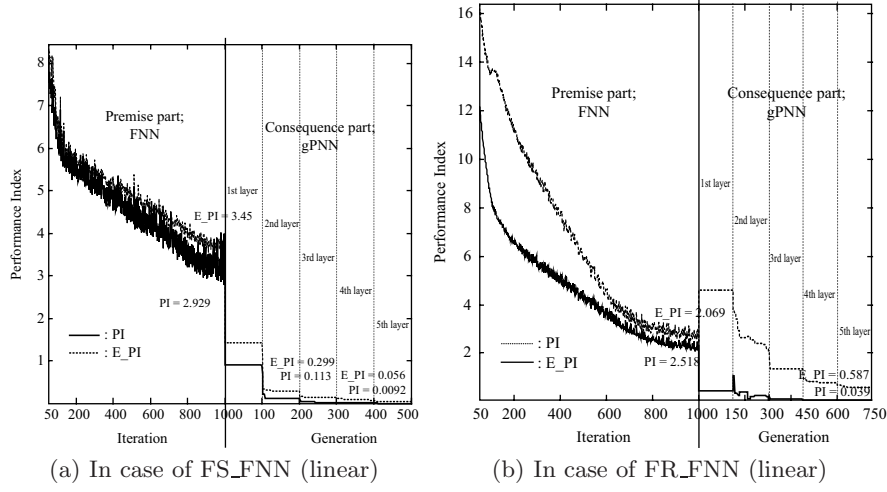 Performance Index
8
7
6
5
4
3
2
1
Premise part;
FNN
Consequence part;
gPNN
1st layer
2nd layer
3rd layer
4th layer
5th layer
E_PI = 3.45
PI = 2.929
E_PI = 0.299
PI = 0.113
E_PI = 0.056
PI = 0.0092
: PI
: E_PI
50 200 400 600 800 1000 100 200 300 400 500
Iteration
Generation
(a) In case of FS_FNN (linear)
Performance Index
16
14
12
10
8
6
4
2
Premise part;
FNN
Consequence part;
gPNN
1st layer
2nd layer
3rd layer
4th layer
5th layer
E_PI = 2.069
PI = 2.518
E_PI = 0.587
PI = 0.039
: PI
: E_PI
50 200 400 600 800 1000 150 300 450 600 750
Iteration
Generation
(b) In case of FR_FNN (linear)